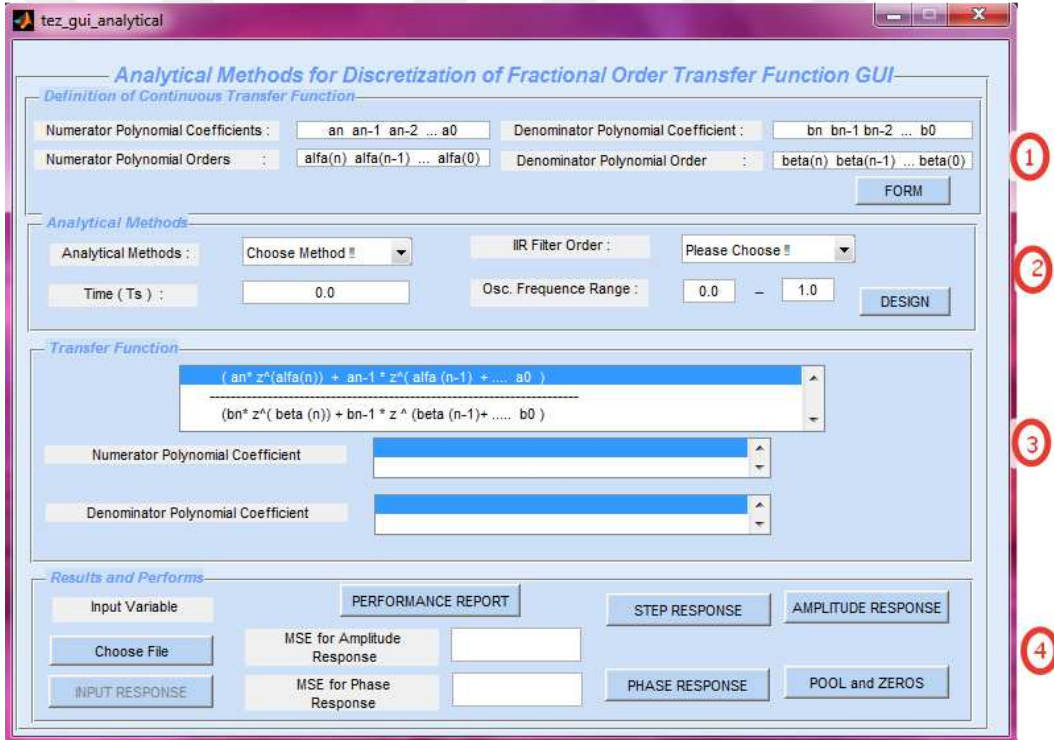 tez_gui_analytical
Analytical Methods for Discretization of Fractional Order Transfer Function GUI
Definition of Continuous Transfer Function
Numerator Polynomial Coefficients : an an-1 an-2 ... a0 Denominator Polynomial Coefficient : bn bn-1 bn-2 ... b0
Numerator Polynomial Orders : alfa(n) alfa(n-1) ... alfa(0) Denominator Polynomial Order : beta(n) beta(n-1) ... beta(0)
1
FORM
Analytical Methods
Analytical Methods : Choose Method !! IIR Filter Order : Please Choose !!
2
Time ( Ts ) : 0.0 Osc. Frequence Range : 0.0 – 1.0
DESIGN
Transfer Function
( an* z^(alfa(n)) + an-1 * z^( alfa (n-1) + .... a0 )
--------------------------------------------------------------------------
(bn* z^( beta (n)) + bn-1 * z ^ (beta (n-1)+ ..... b0 )
3
Numerator Polynomial Coefficient
Denominator Polynomial Coefficient
Results and Performs
Input Variable PERFORMANCE REPORT STEP RESPONSE AMPLITUDE RESPONSE
Choose File MSE for Amplitude
Response
4
INPUT RESPONSE MSE for Phase
Response PHASE RESPONSE POOL and ZEROS